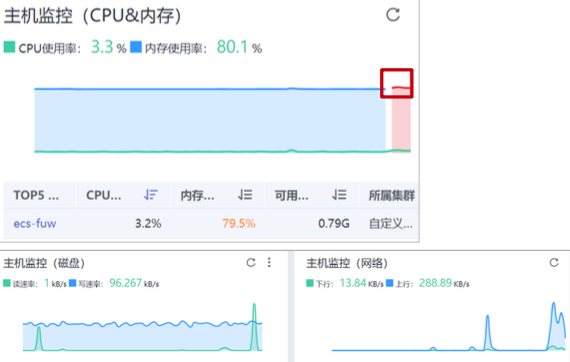 主机监控（CPU&内存）
CPU使用率： 3.3 % 内存使用率： 80.1 %
TOP5 ... CPU... 内存... 可用... 所属集群
ecs-fuw 3.2% 79.5% 0.79G 自定义...
主机监控（磁盘）
读速率： 1 kB/s 写速率： 96.267 kB/s
主机监控（网络）
下行： 13.84 KB/s 上行： 288.89 KB/s